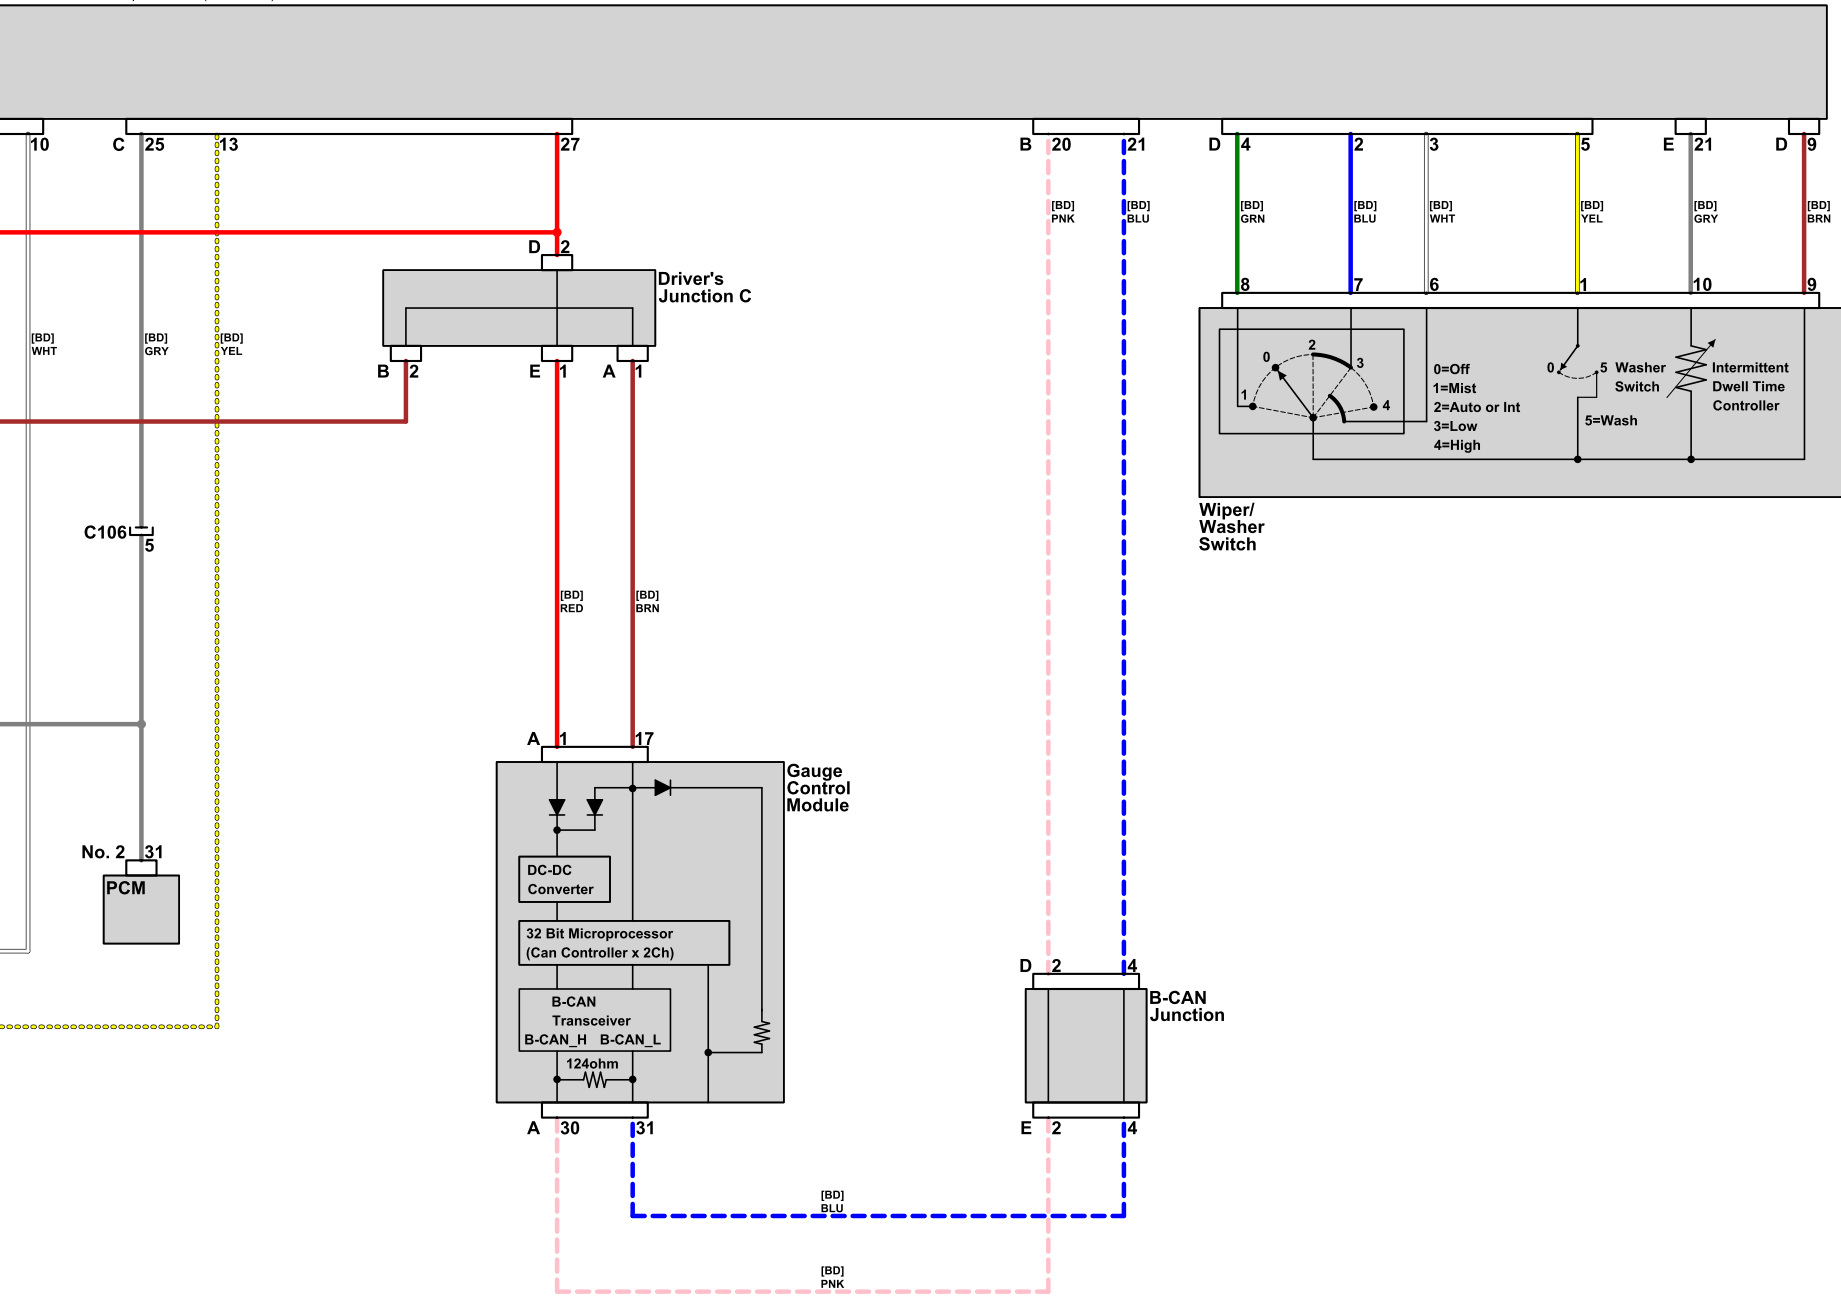 10
C 25
13
27
B 20
21
D 4
2
3
5
E 21
D 9
[BD]
PNK
[BD]
BLU
[BD]
GRN
[BD]
BLU
[BD]
WHT
[BD]
YEL
[BD]
GRY
[BD]
BRN
D 2
Driver's
Junction C
8
7
6
1
10
9
[BD]
WHT
[BD]
GRY
[BD]
YEL
B 2
E 1
A 1
0
1
2
3
4
0=Off
1=Mist
2=Auto or Int
3=Low
4=High
0
5
Washer
Switch
5=Wash
Intermittent
Dwell Time
Controller
Wiper/
Washer
Switch
C106
5
[BD]
RED
[BD]
BRN
A 1
17
Gauge
Control
Module
No. 2 31
PCM
DC-DC
Converter
32 Bit Microprocessor
(Can Controller x 2Ch)
B-CAN
Transceiver
B-CAN_H B-CAN_L
124ohm
A 30
31
D 2
4
B-CAN
Junction
E 2
4
[BD]
BLU
[BD]
PNK